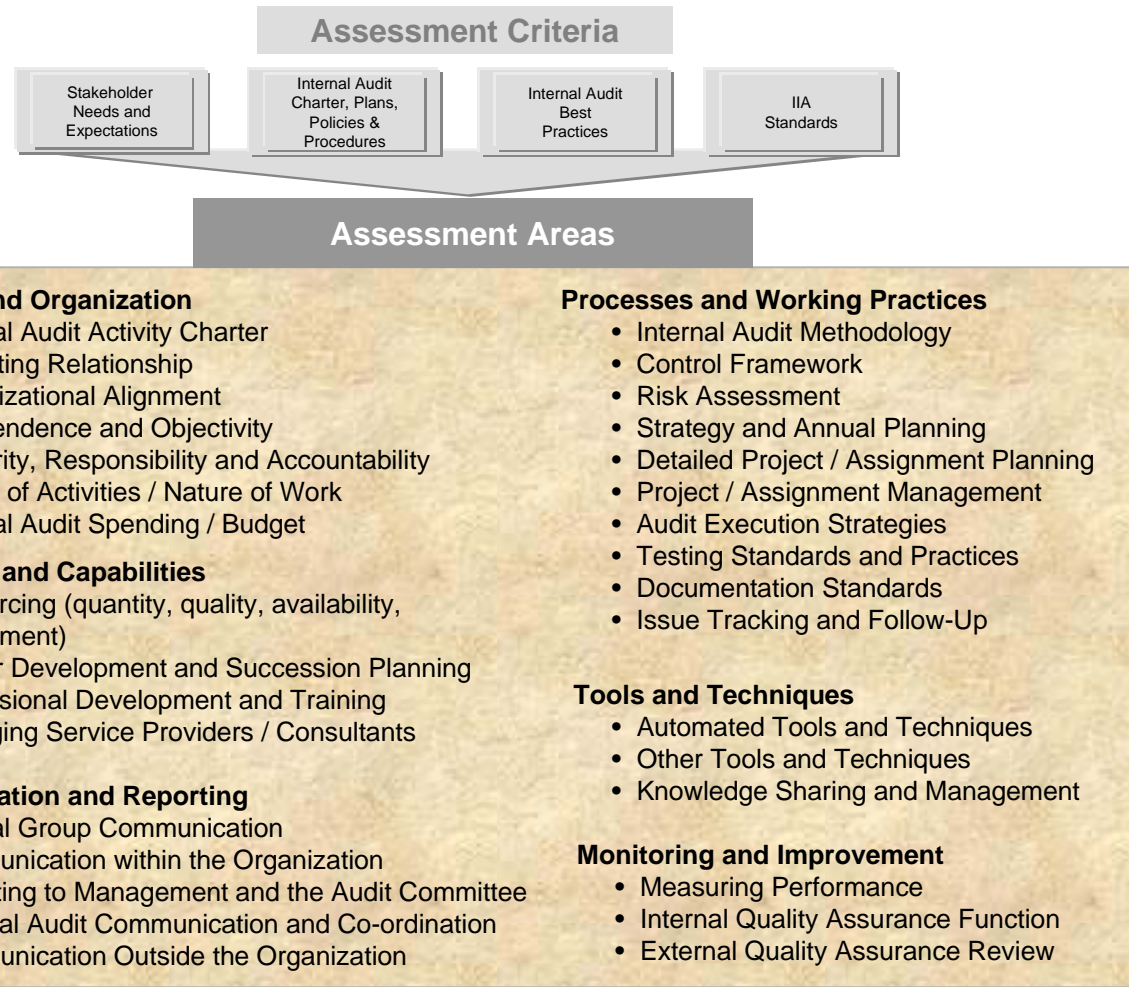 Assessment Criteria
Stakeholder
Needs and
Expectations
Internal Audit
Charter, Plans,
Policies &
Procedures
Internal Audit
Best
Practices
IIA
Standards
Assessment Areas
nd Organization
al Audit Activity Charter
ting Relationship
izational Alignment
endence and Objectivity
rity, Responsibility and Accountability
of Activities / Nature of Work
al Audit Spending / Budget
and Capabilities
rcing (quantity, quality, availability,
ment)
r Development and Succession Planning
sional Development and Training
ging Service Providers / Consultants
ation and Reporting
al Group Communication
unication within the Organization
ting to Management and the Audit Committee
al Audit Communication and Co-ordination
unication Outside the Organization
Processes and Working Practices
• Internal Audit Methodology
• Control Framework
• Risk Assessment
• Strategy and Annual Planning
• Detailed Project / Assignment Planning
• Project / Assignment Management
• Audit Execution Strategies
• Testing Standards and Practices
• Documentation Standards
• Issue Tracking and Follow-Up
Tools and Techniques
• Automated Tools and Techniques
• Other Tools and Techniques
• Knowledge Sharing and Management
Monitoring and Improvement
• Measuring Performance
• Internal Quality Assurance Function
• External Quality Assurance Review